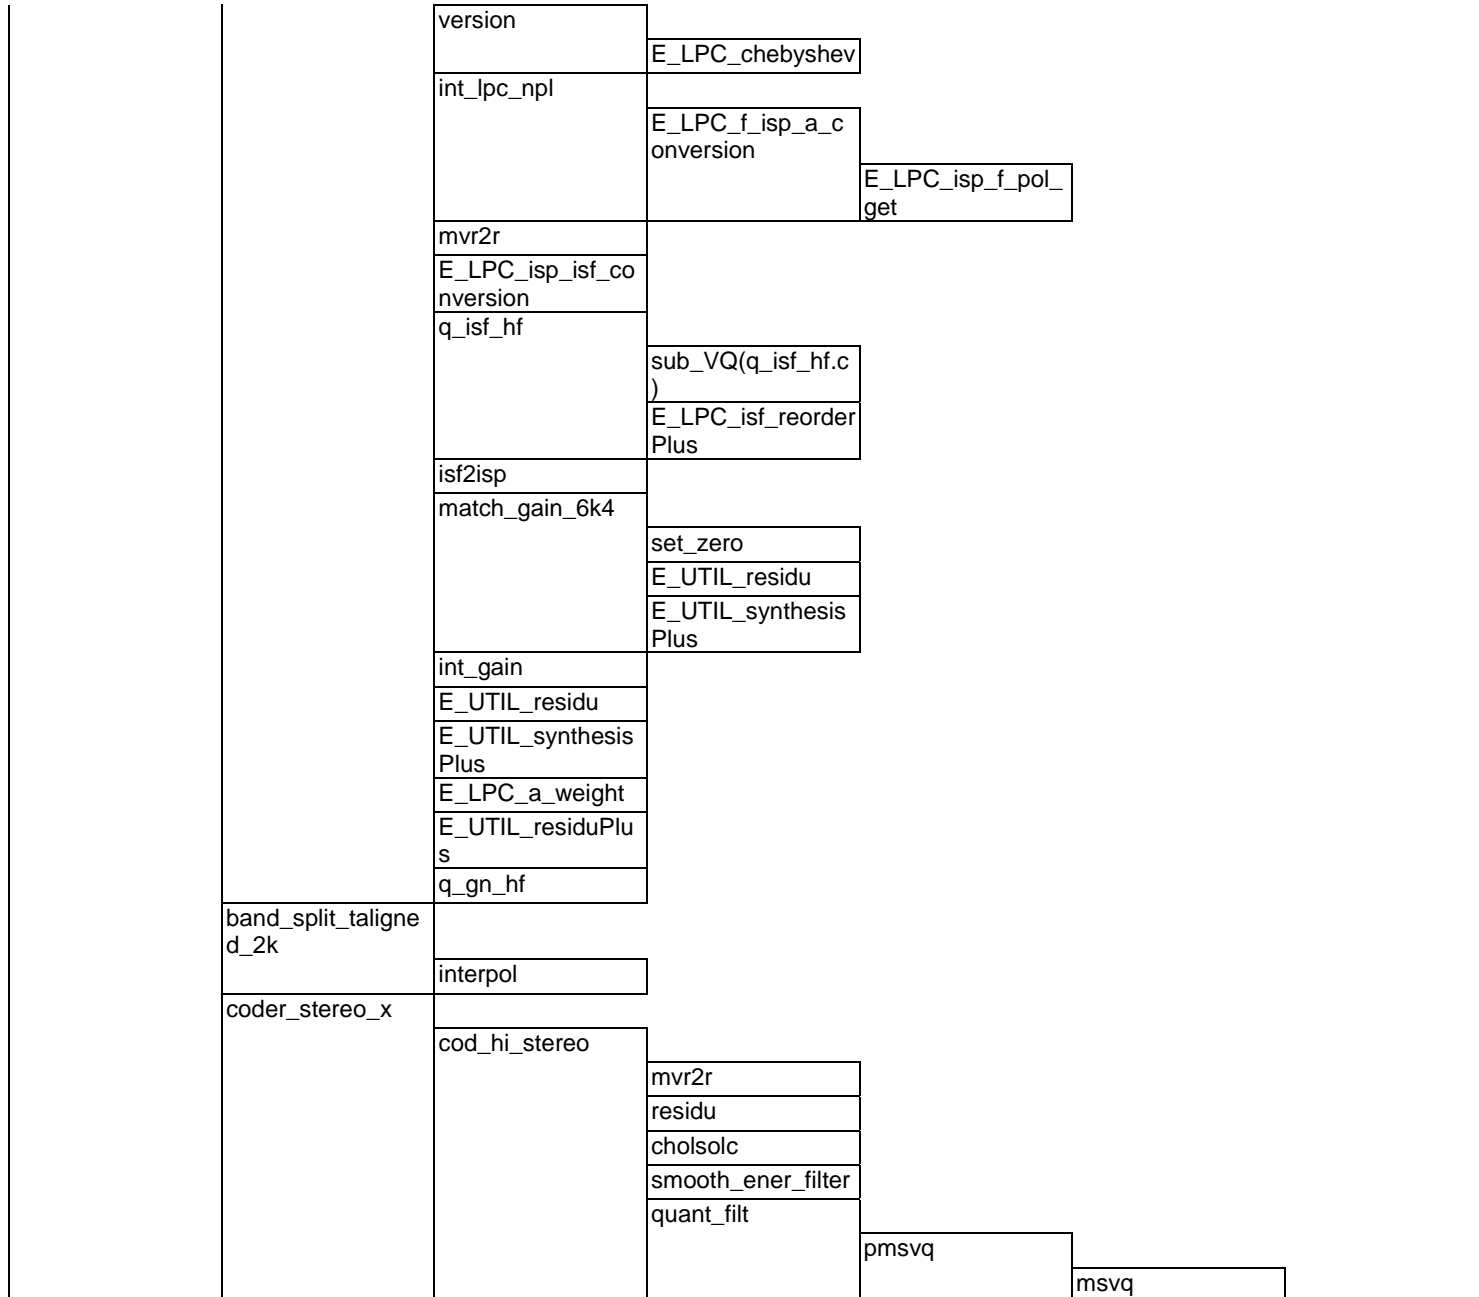 version
E_LPC_chebyshev
int_lpc_npl
E_LPC_f_isp_a_c
onversion
E_LPC_isp_f_pol_
get
mvr2r
E_LPC_isp_isf_co
nversion
q_isf_hf
sub_VQ(q_isf_hf.c
)
E_LPC_isf_reorder
Plus
isf2isp
match_gain_6k4
set_zero
E_UTIL_residu
E_UTIL_synthesis
Plus
int_gain
E_UTIL_residu
E_UTIL_synthesis
Plus
E_LPC_a_weight
E_UTIL_residuPlu
s
q_gn_hf
band_split_taligne
d_2k
interpol
coder_stereo_x
cod_hi_stereo
mvr2r
residu
cholsolc
smooth_ener_filter
quant_filt
pmsvq
msvq